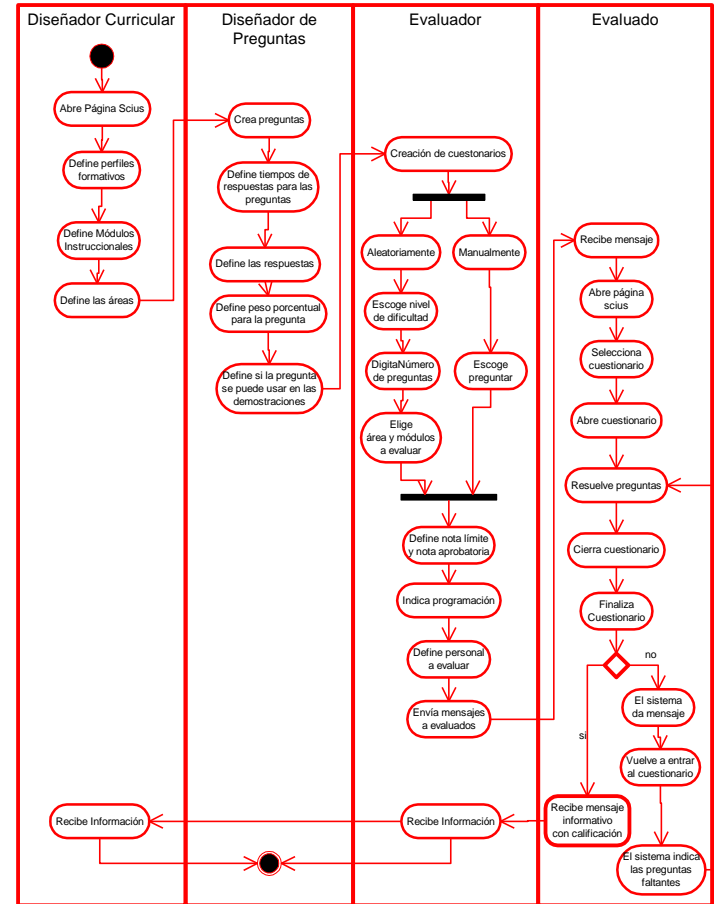 Diseñador Curricular
Diseñador de
Preguntas
Evaluador
Evaluado
Abre Página Scius
Define perfiles
formativos
Define Módulos
Instruccionales
Define las áreas
Crea preguntas
Define tiempos de
respuestas para las
preguntas
Define las respuestas
Define peso porcentual
para la pregunta
Define si la pregunta
se puede usar en las
demostraciones
Creación de cuestonarios
Aleatoriamente
Manualmente
Escoge nivel
de dificultad
DigitaNúmero
de preguntas
Escoge
preguntar
Elige
área y módulos
a evaluar
Define nota límite
y nota aprobatoria
Indica programación
Define personal
a evaluar
Envía mensajes
a evaluados
Recibe mensaje
Abre página
scius
Selecciona
cuestionario
Abre cuestionario
Resuelve preguntas
Cierra cuestionario
Finaliza
Cuestionario
no
si
El sistema
da mensaje
Vuelve a entrar
al cuestionario
El sistema indica
las preguntas
faltantes
Recibe mensaje
informativo
con calificación
Recibe Información
Recibe Información